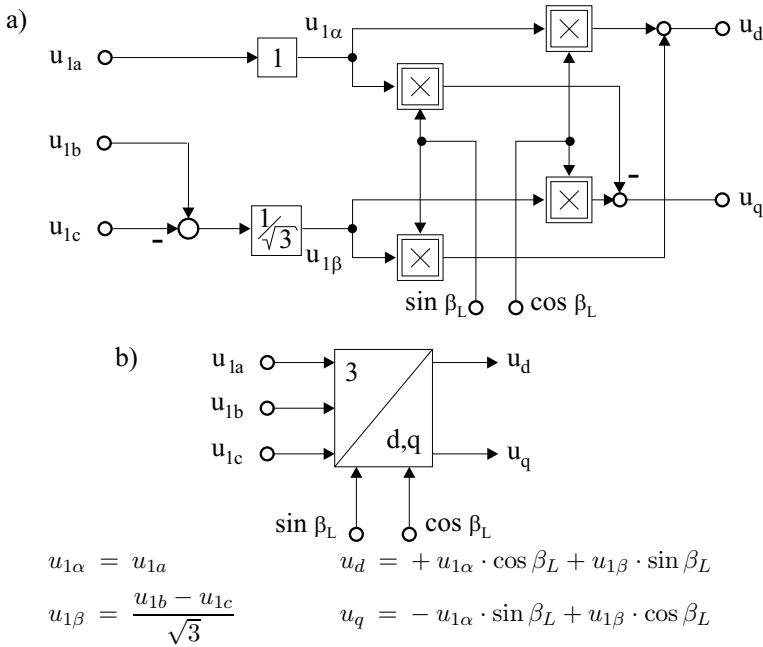 a)
u1α
u1a
1
×
×
ud
u1b
-
-
u1c
1/√3
u1β
×
×
uq
sin βL
cos βL
b)
u1a
u1b
u1c
3
d,q
ud
uq
sin βL
cos βL
u1α = u1a
ud = + u1α · cos βL + u1β · sin βL
u1β = (u1b − u1c)/√3
uq = − u1α · sin βL + u1β · cos βL